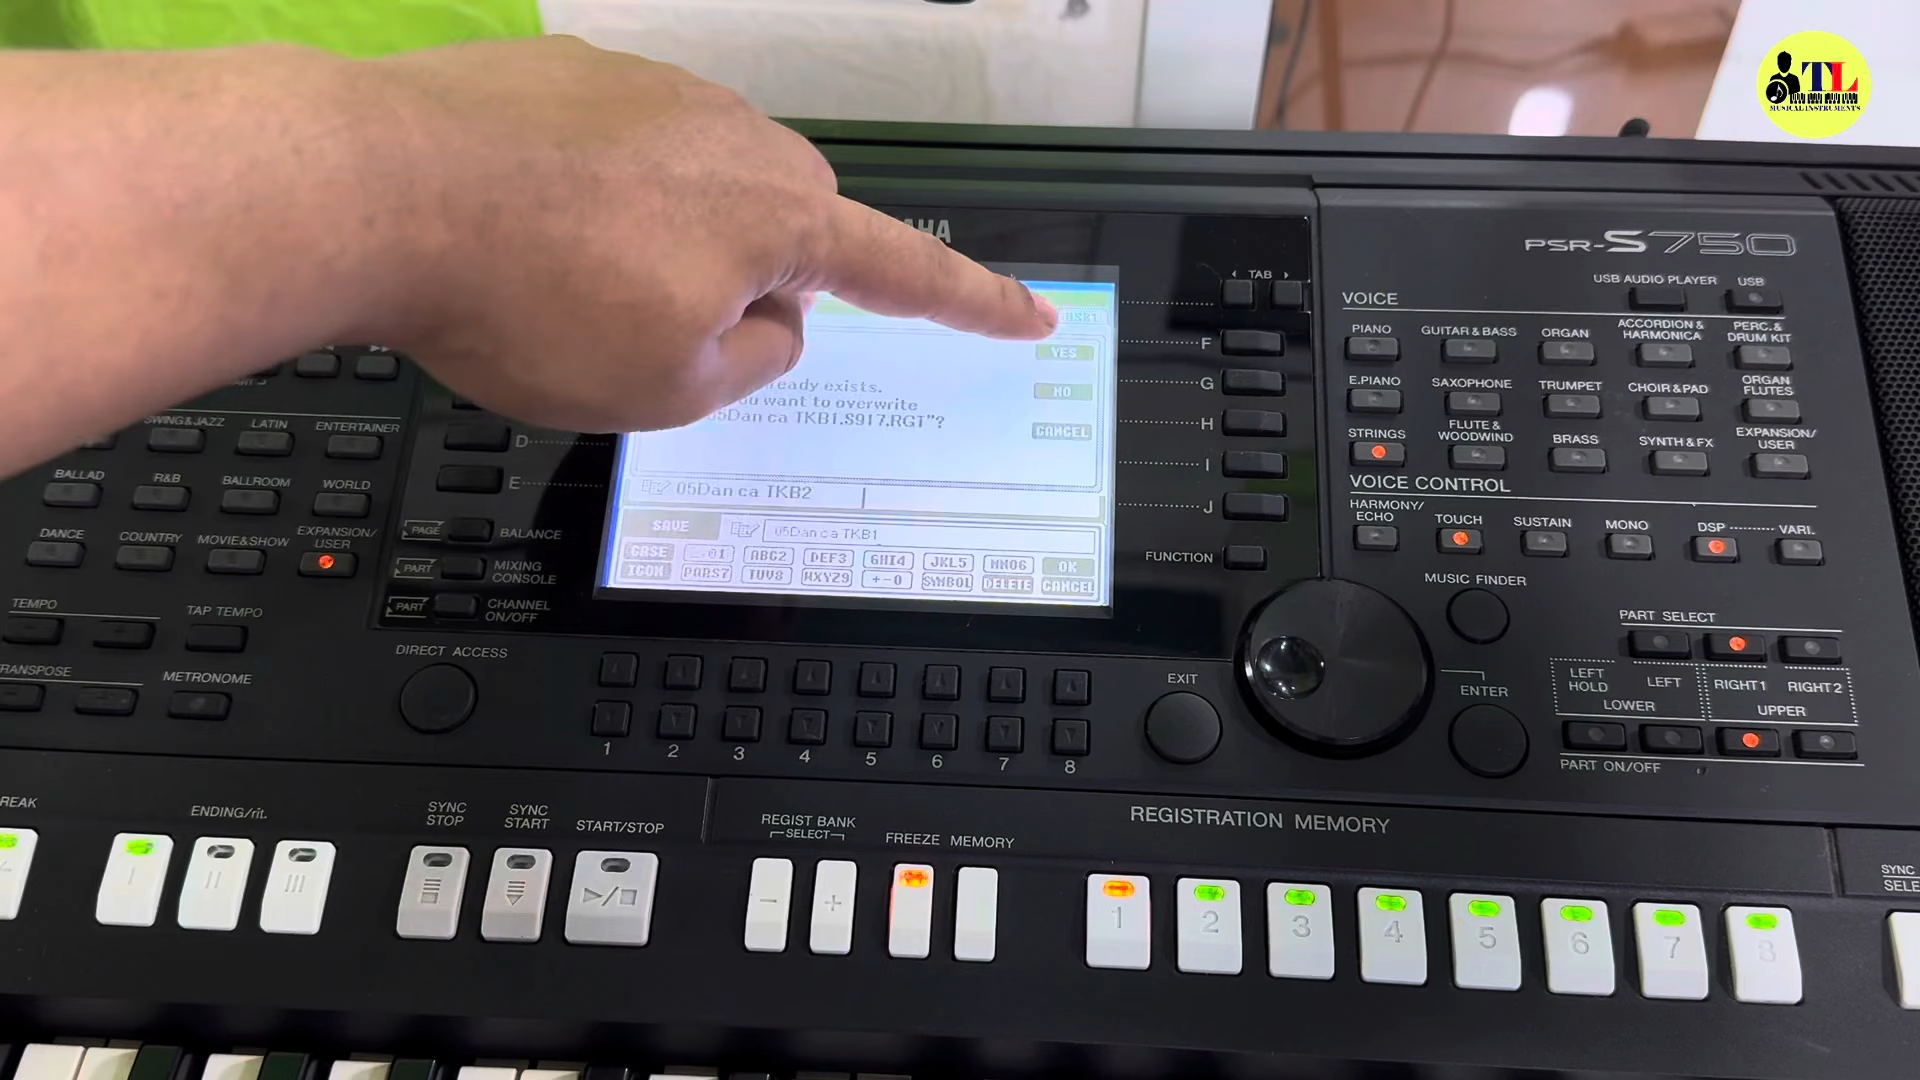 TL
MUSICAL INSTRUMENTS
AHA
PSR-S750
TAB
USB AUDIO PLAYER
USB
VOICE
PIANO
GUITAR & BASS
ORGAN
ACCORDION &
HARMONICA
PERC. &
DRUM KIT
E.PIANO
SAXOPHONE
TRUMPET
CHOIR & PAD
ORGAN
FLUTES
STRINGS
FLUTE &
WOODWIND
BRASS
SYNTH & FX
EXPANSION/
USER
VOICE CONTROL
HARMONY/
ECHO
TOUCH
SUSTAIN
MONO
DSP
VARI.
MUSIC FINDER
PART SELECT
LEFT
HOLD
LEFT
RIGHT1
RIGHT2
LOWER
UPPER
PART ON/OFF
ENTER
EXIT
F
G
H
I
J
FUNCTION
YES
NO
CANCEL
ready exists.
ou want to overwrite
5Dan ca TKB1.S917.RGT"?
05Dan ca TKB2
SAVE
05Dan ca TKB1
CASE
ABC2
DEF3
GHI4
JKL5
MNO6
OK
ICON
PQRS7
TUV8
WXYZ9
+-0
SYMBOL
DELETE
CANCEL
D
E
PAGE
BALANCE
PART
MIXING
CONSOLE
PART
CHANNEL
ON/OFF
DIRECT ACCESS
SWING & JAZZ
LATIN
ENTERTAINER
BALLAD
R&B
BALLROOM
WORLD
DANCE
COUNTRY
MOVIE & SHOW
EXPANSION/
USER
TEMPO
TAP TEMPO
RANSPOSE
METRONOME
1
2
3
4
5
6
7
8
REAK
ENDING/rit.
SYNC
STOP
SYNC
START
START/STOP
REGIST BANK
SELECT
FREEZE
MEMORY
REGISTRATION MEMORY
I
II
III
-
+
1
2
3
4
5
6
7
8
SYNC
SELE